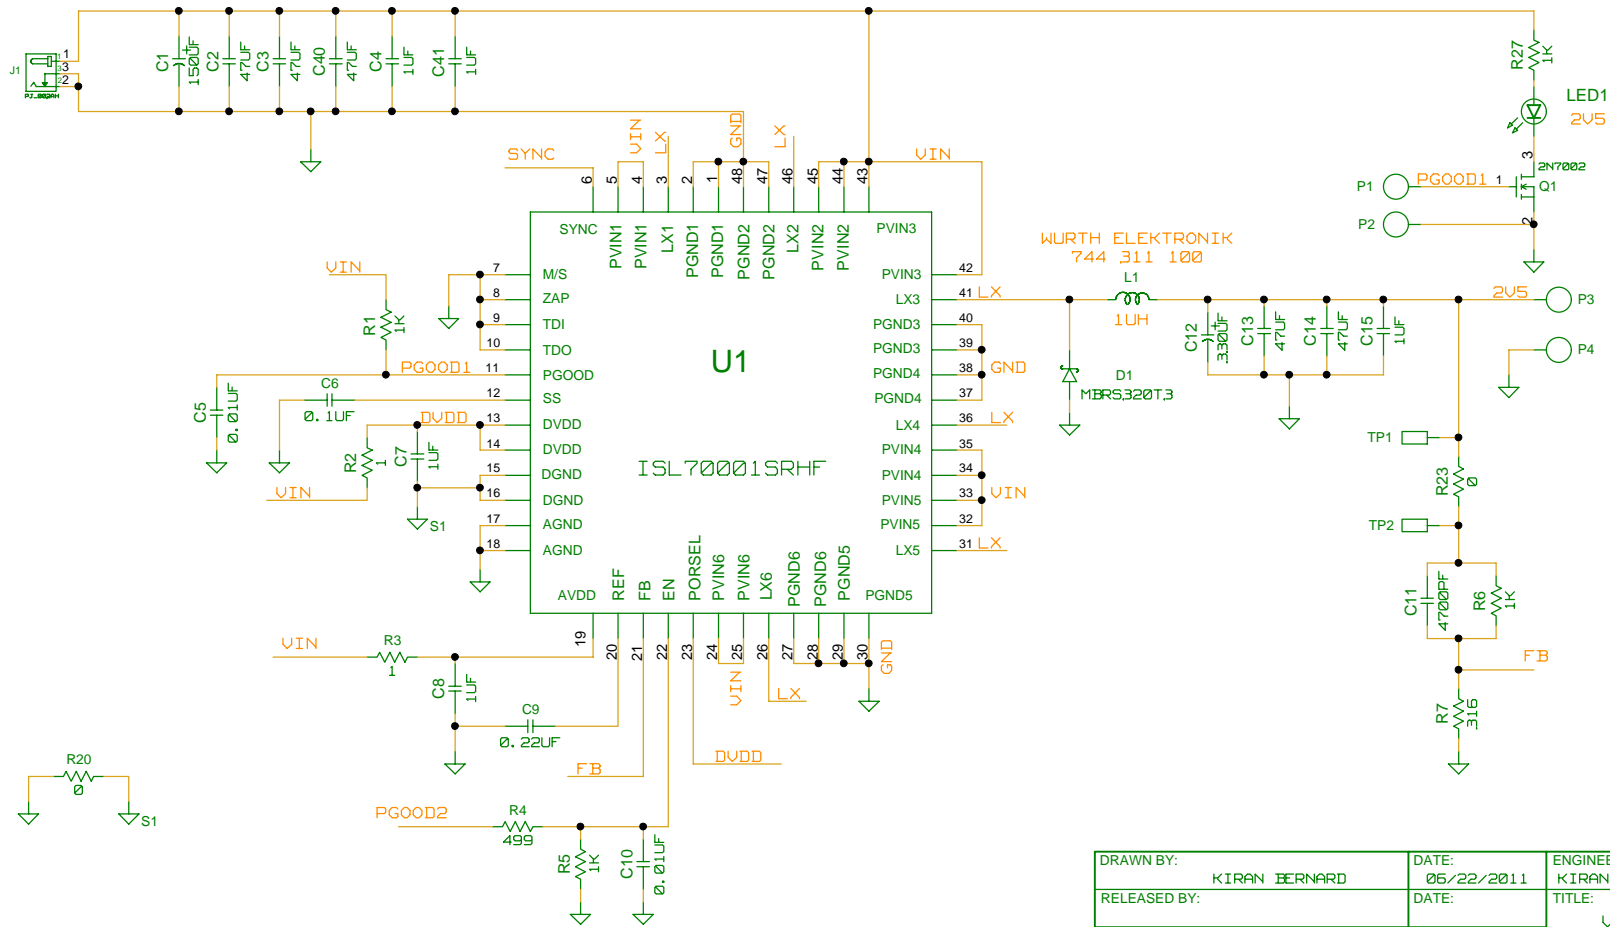 J1
1
3
2
PJ_002AH
C1
150UF
C2
47UF
C3
47UF
C40
47UF
C4
1UF
C41
1UF
R27
1K
LED1
2V5
3
2N7002
P1
PGOOD1
1
Q1
P2
2
SYNC
VIN
LX
GND
LX
VIN
6
5
4
3
2
1
48
47
46
45
44
43
SYNC
PVIN1
PVIN1
LX1
PGND1
PGND1
PGND2
PGND2
LX2
PVIN2
PVIN2
PVIN3
VIN
R1
1K
PGOOD1
C5
0.01UF
C6
0.1UF
DVDD
R2
1
C7
1UF
VIN
S1
7
M/S
8
ZAP
9
TDI
10
TDO
11
PGOOD
12
SS
13
DVDD
14
DVDD
15
DGND
16
DGND
17
AGND
18
AGND
U1
ISL70001SRHF
PVIN3
42
LX3
41
LX
PGND3
40
PGND3
39
PGND4
38
GND
PGND4
37
LX4
36
LX
PVIN4
35
PVIN4
34
PVIN5
33
VIN
PVIN5
32
LX5
31
LX
WURTH ELEKTRONIK
744 311 100
L1
1UH
D1
MBRS320T3
C12
330UF
C13
47UF
C14
47UF
C15
1UF
2V5
P3
P4
TP1
R23
0
TP2
C11
4700PF
R6
1K
FB
R7
316
AVDD
REF
FB
EN
PORSEL
PVIN6
PVIN6
LX6
PGND6
PGND6
PGND5
PGND5
19
20
21
22
23
24
25
26
27
28
29
30
VIN
R3
1
C8
1UF
C9
0.22UF
FB
VIN
LX
GND
DVDD
PGOOD2
R4
499
R5
1K
C10
0.01UF
R20
0
S1
DRAWN BY:
KIRAN BERNARD
DATE:
06/22/2011
ENGINEE
KIRAN
RELEASED BY:
DATE:
TITLE: